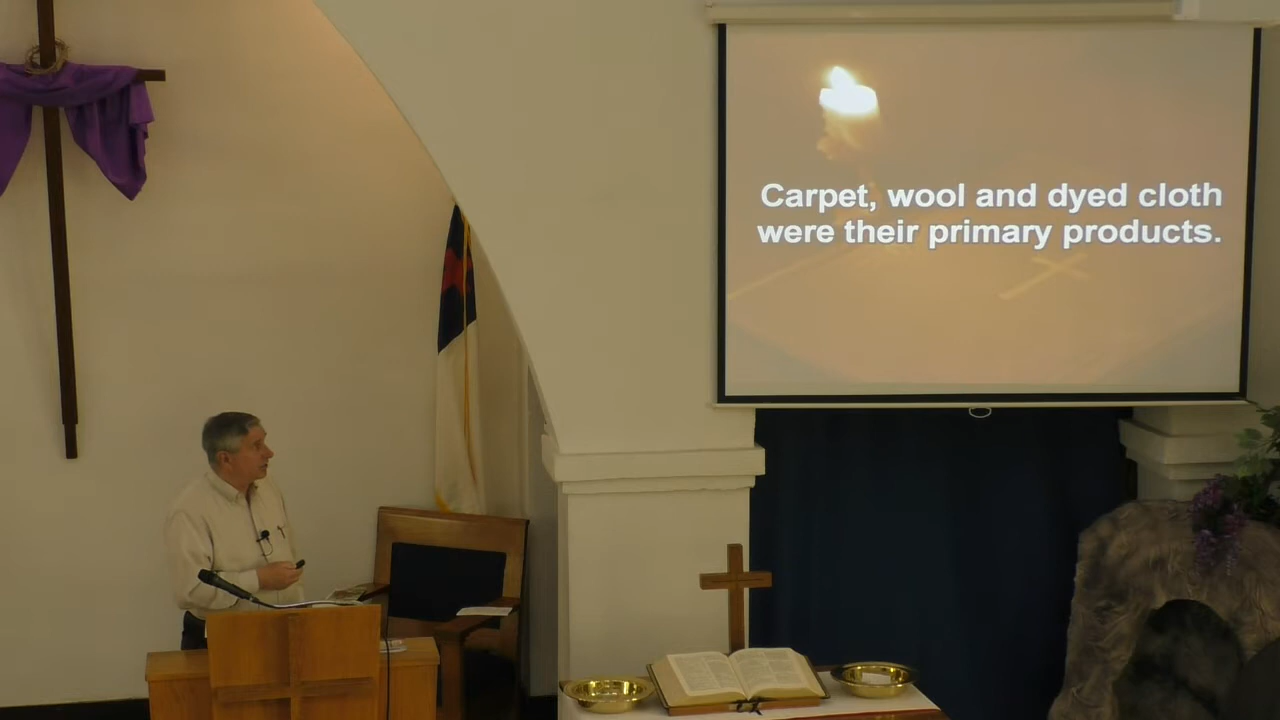 Carpet, wool and dyed cloth
were their primary products.